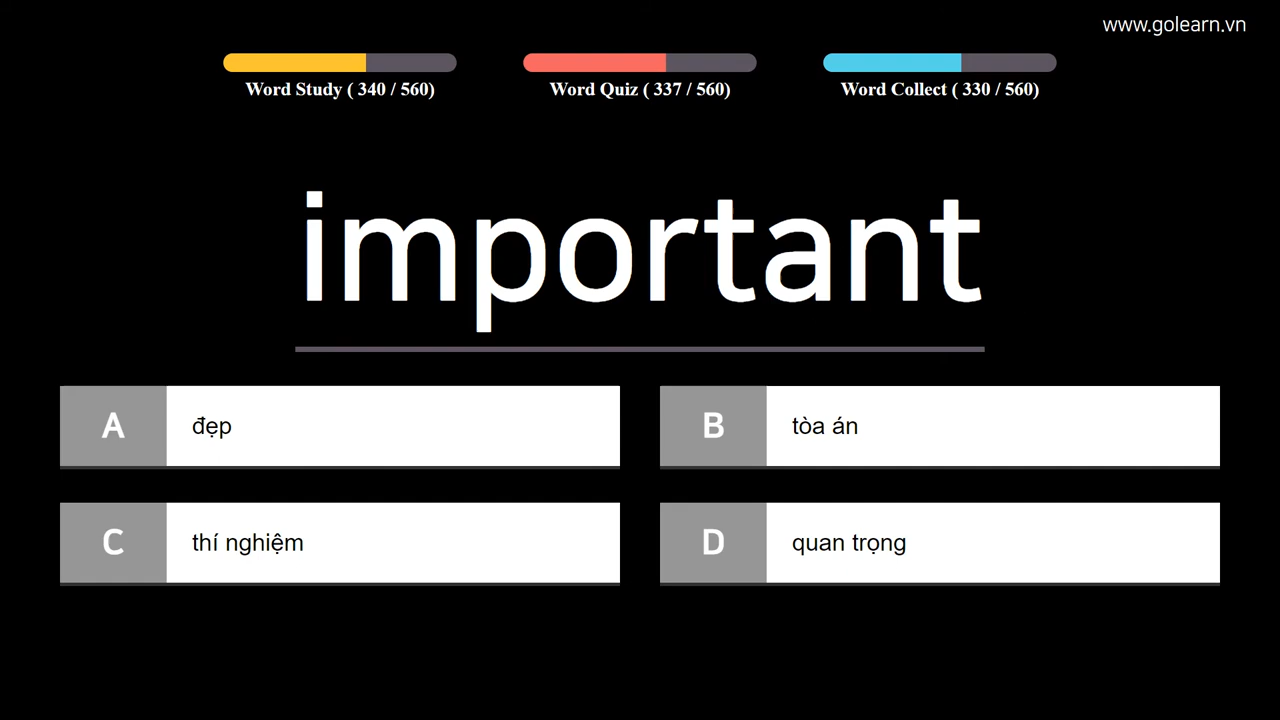 www.golearn.vn
Word Study ( 340 / 560)
Word Quiz ( 337 / 560)
Word Collect ( 330 / 560)
important
A đẹp
B tòa án
C thí nghiệm
D quan trọng